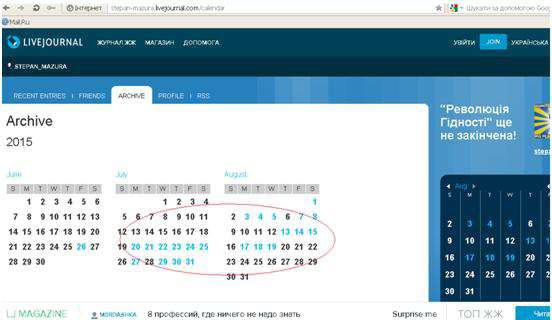 Інтернет stepan-mazura.livejournal.com/calendar Шукати за допомогою Goo
Mail.Ru
LIVEJOURNAL ЖУРНАЛ ЖЖ МАГАЗИН ДОПОМОГА УВІЙТИ JOIN УКРАЇНСЬКА
STEPAN_MAZURA
RECENT ENTRIES | FRIENDS ARCHIVE PROFILE | RSS
Archive
2015
"Революція
Гідності" ще
не закінчена!
step
June
S M T W T F S
1 2 3 4 5 6
7 8 9 10 11 12 13
14 15 16 17 18 19 20
21 22 23 24 25 26 27
28 29 30
July
S M T W T F S
1 2 3 4
5 6 7 8 9 10 11
12 13 14 15 16 17 18
19 20 21 22 23 24 25
26 27 28 29 30 31
August
S M T W T F S
1
2 3 4 5 6 7 8
9 10 11 12 13 14 15
16 17 18 19 20 21 22
23 24 25 26 27 28 29
30 31
Aug
S M T W T
2 3 4 5 6
9 10 11 12 13
16 17 18 19 20
23 24 25 26 27
30 31
LJ MAGAZINE MORDASHKA 8 профессий, где ничего не надо знать Surprise me ТОП ЖЖ Чита